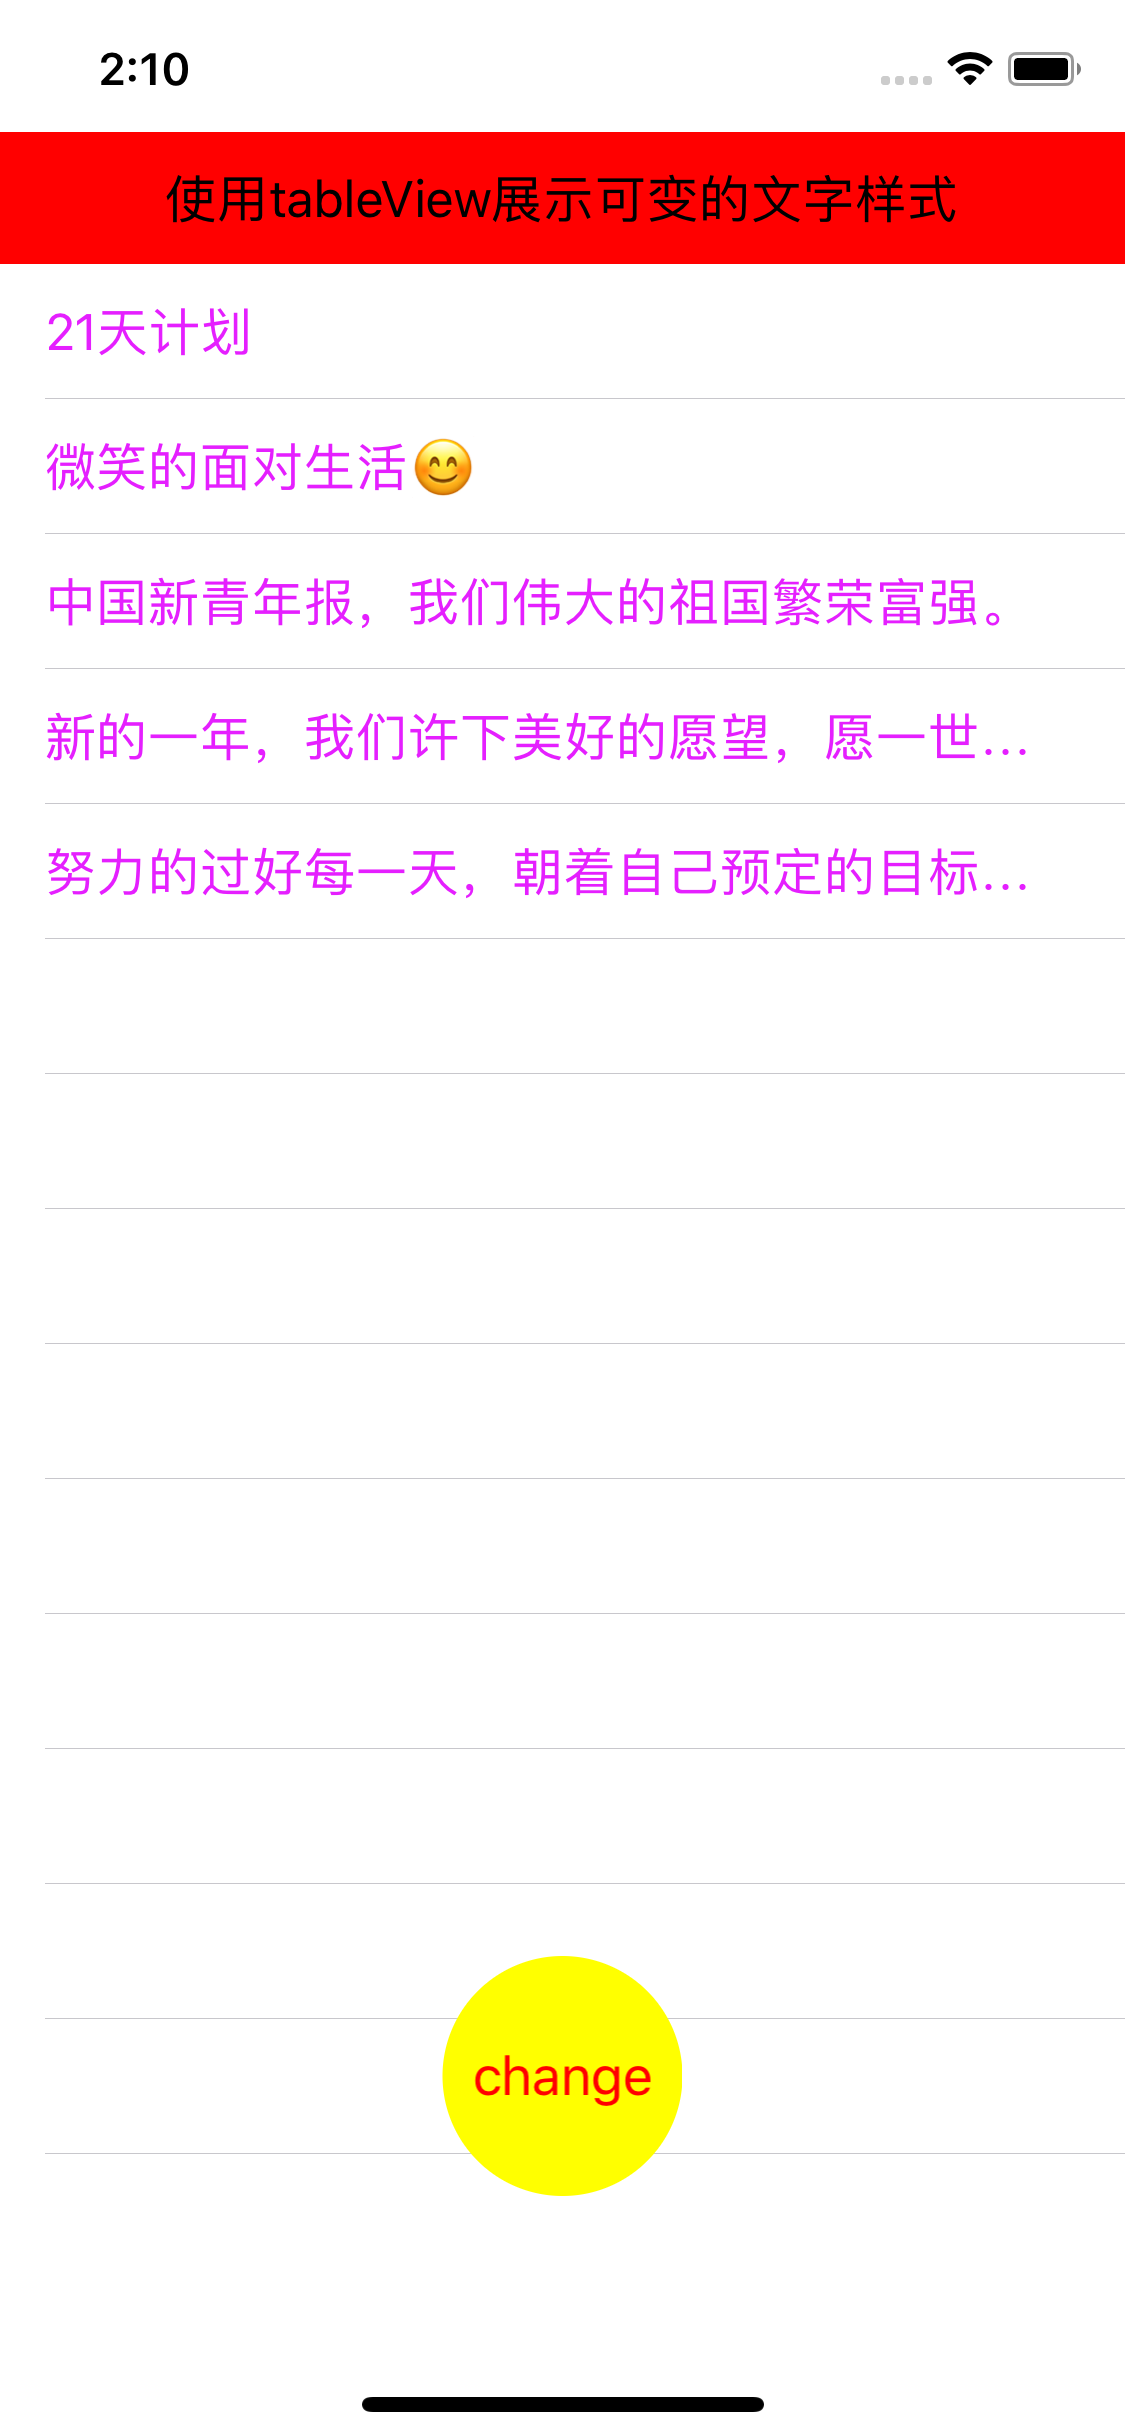 2:10
使用tableView展示可变的文字样式
21天计划
微笑的面对生活😊
中国新青年报，我们伟大的祖国繁荣富强。
新的一年，我们许下美好的愿望，愿一世...
努力的过好每一天，朝着自己预定的目标...
change